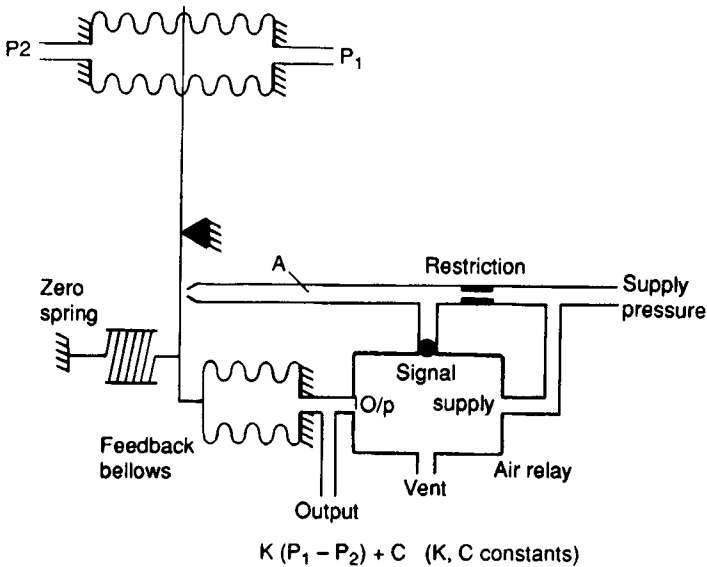 P2
P₁
A
Restriction
Supply
pressure
Zero
spring
Signal
O/p
supply
Feedback
bellows
Vent
Air relay
Output
K (P₁ – P₂) + C (K, C constants)